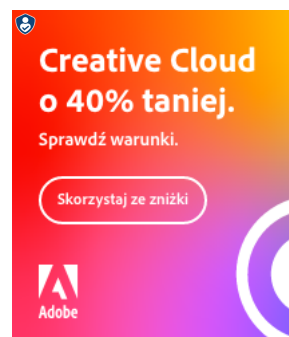 Creative Cloud
o 40% taniej.
Sprawdź warunki.
Skorzystaj ze zniżki
Adobe